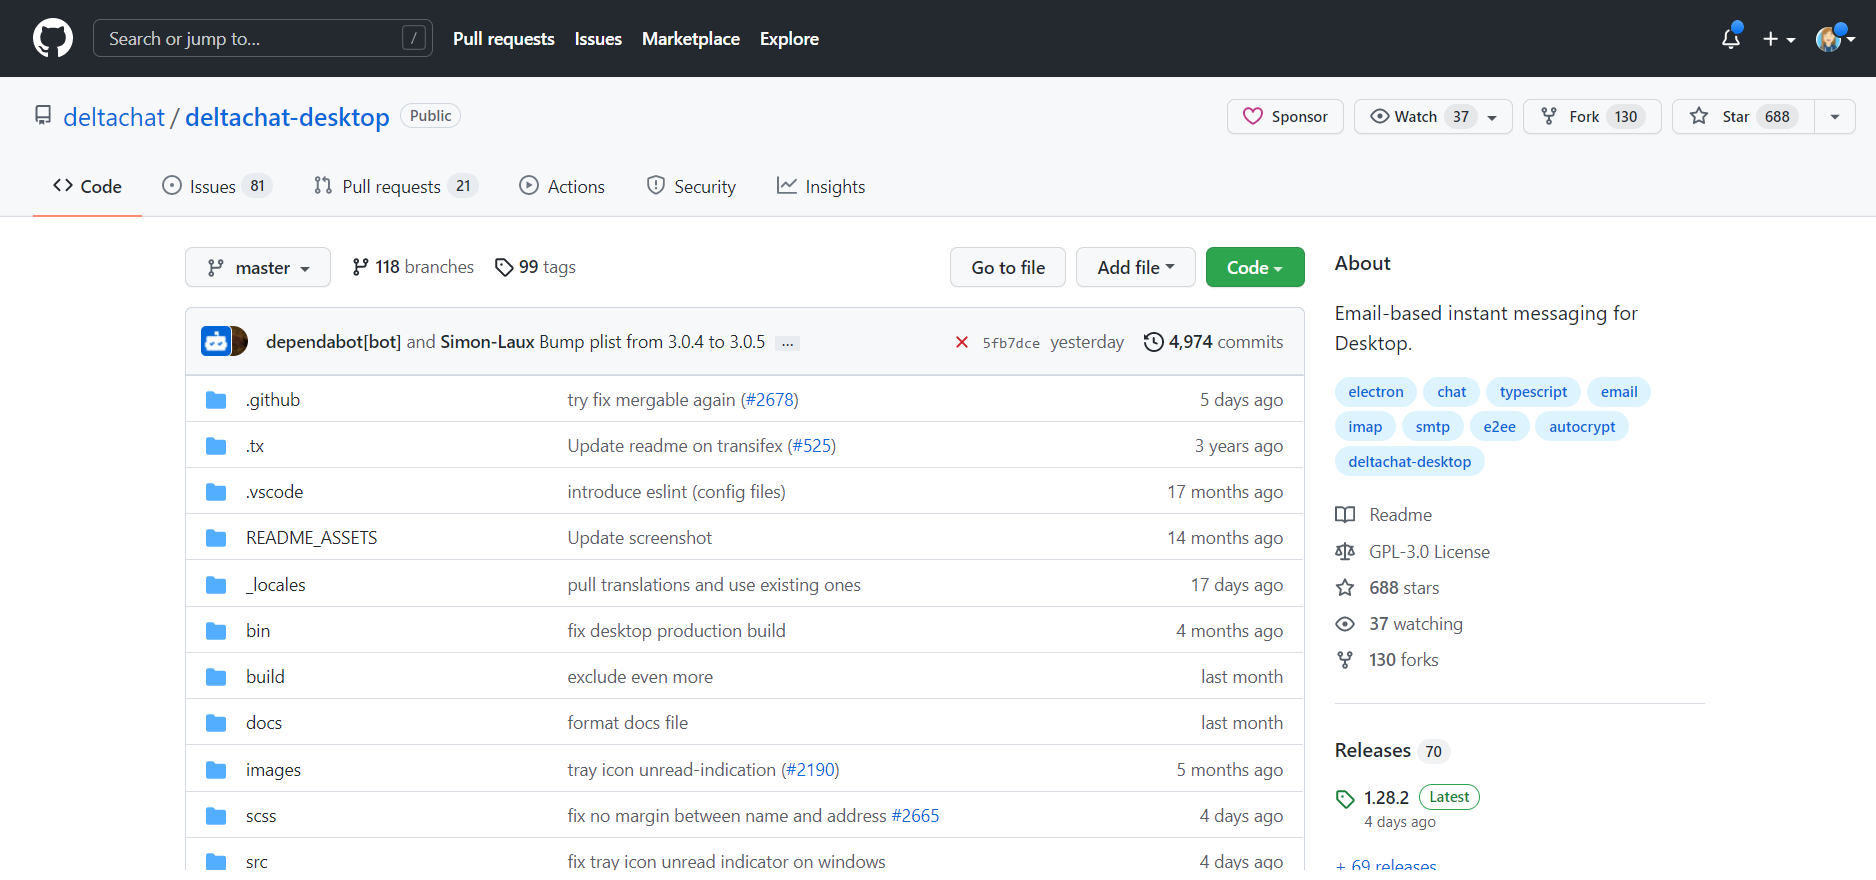 Search or jump to... /
Pull requests Issues Marketplace Explore
deltachat / deltachat-desktop Public
Sponsor Watch 37 Fork 130 Star 688
Code Issues 81 Pull requests 21 Actions Security Insights
master 118 branches 99 tags Go to file Add file Code
dependabot[bot] and Simon-Laux Bump plist from 3.0.4 to 3.0.5 ... 5fb7dce yesterday 4,974 commits
.github try fix mergable again (#2678) 5 days ago
.tx Update readme on transifex (#525) 3 years ago
.vscode introduce eslint (config files) 17 months ago
README_ASSETS Update screenshot 14 months ago
_locales pull translations and use existing ones 17 days ago
bin fix desktop production build 4 months ago
build exclude even more last month
docs format docs file last month
images tray icon unread-indication (#2190) 5 months ago
scss fix no margin between name and address #2665 4 days ago
src fix tray icon unread indicator on windows 4 days ago
About
Email-based instant messaging for
Desktop.
electron chat typescript email
imap smtp e2ee autocrypt
deltachat-desktop
Readme
GPL-3.0 License
688 stars
37 watching
130 forks
Releases 70
1.28.2 Latest
4 days ago
+ 69 releases